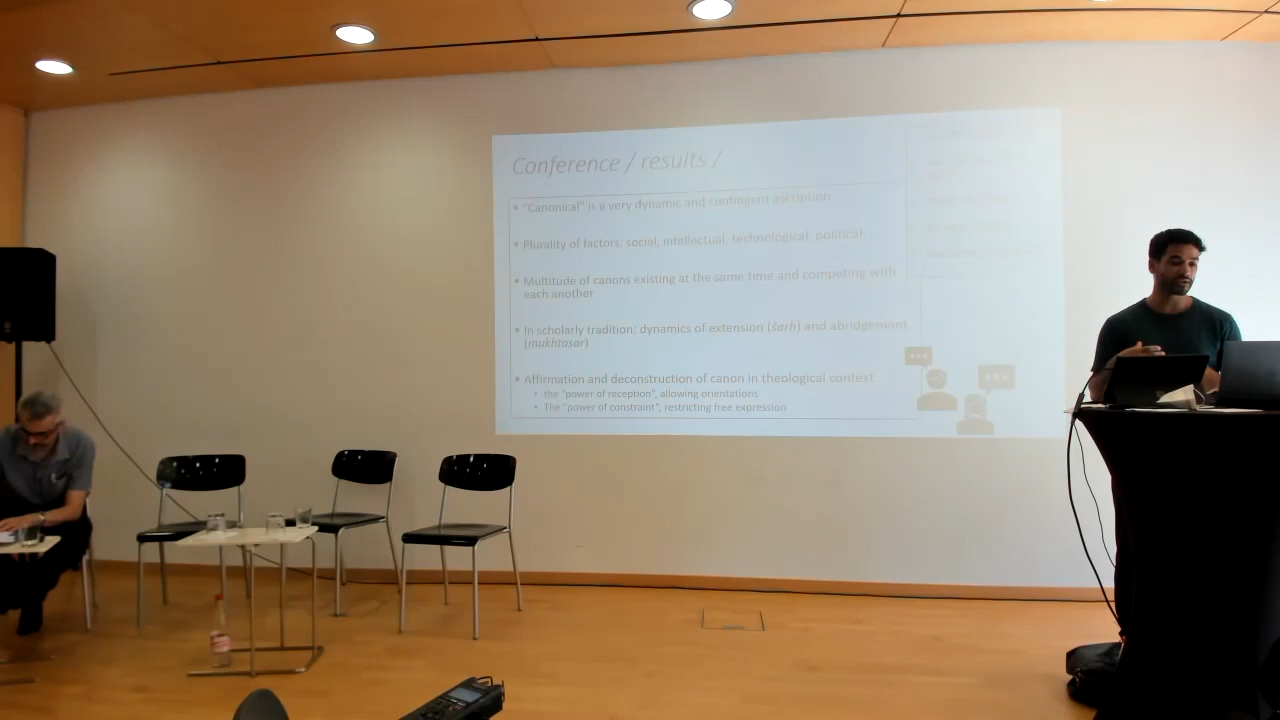 Conference / results /
• "Canonical" is a very dynamic and contingent ascription
• Plurality of factors: social, intellectual, technological, political
• Multitude of canons existing at the same time and competing with
each another
• In scholarly tradition: dynamics of extension (šarḥ) and abridgement
(mukhtasar)
• Affirmation and deconstruction of canon in theological context
• the "power of reception", allowing orientations
• The "power of constraint", restricting free expression